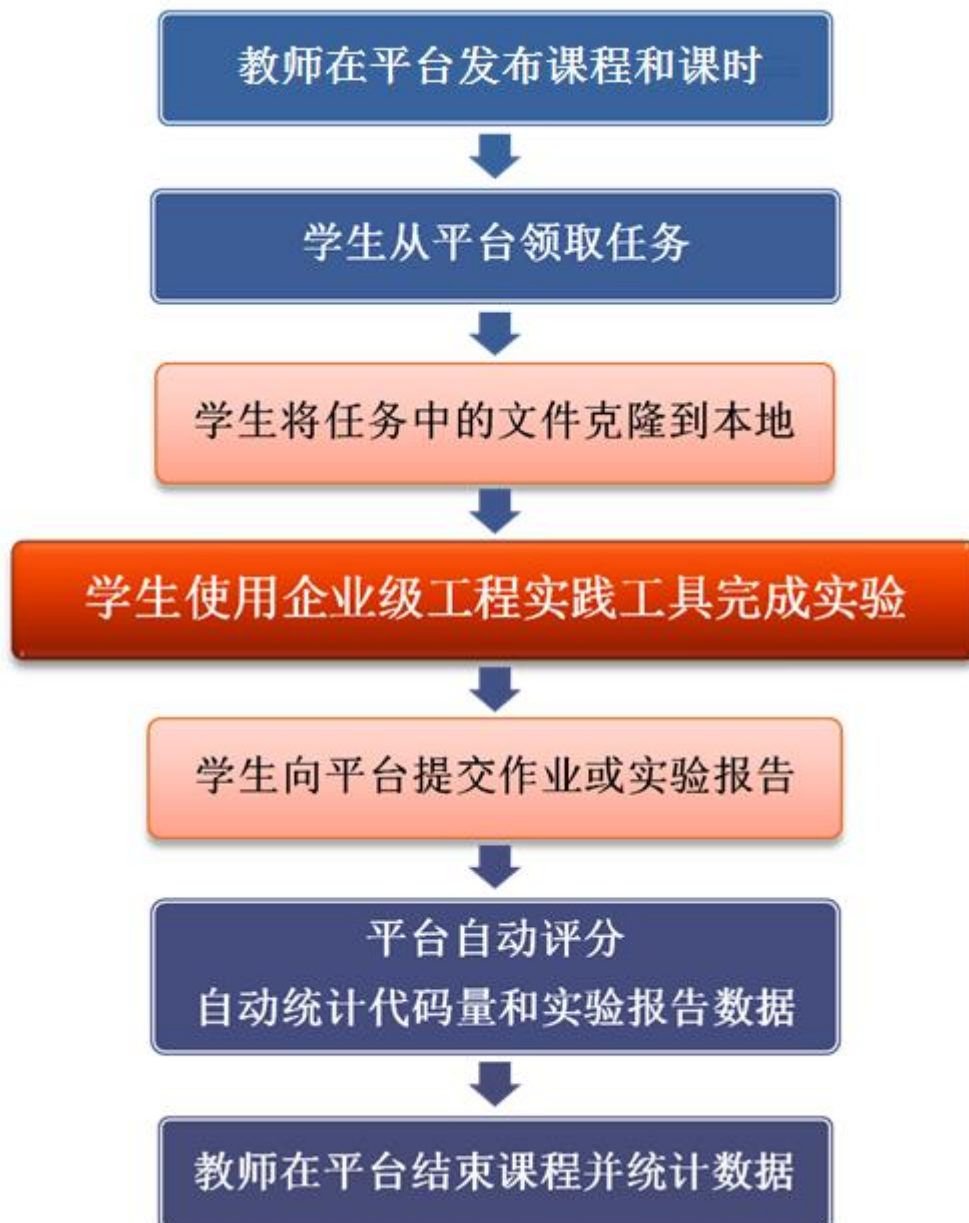 教师在平台发布课程和课时
学生从平台领取任务
学生将任务中的文件克隆到本地
学生使用企业级工程实践工具完成实验
学生向平台提交作业或实验报告
平台自动评分
自动统计代码量和实验报告数据
教师在平台结束课程并统计数据